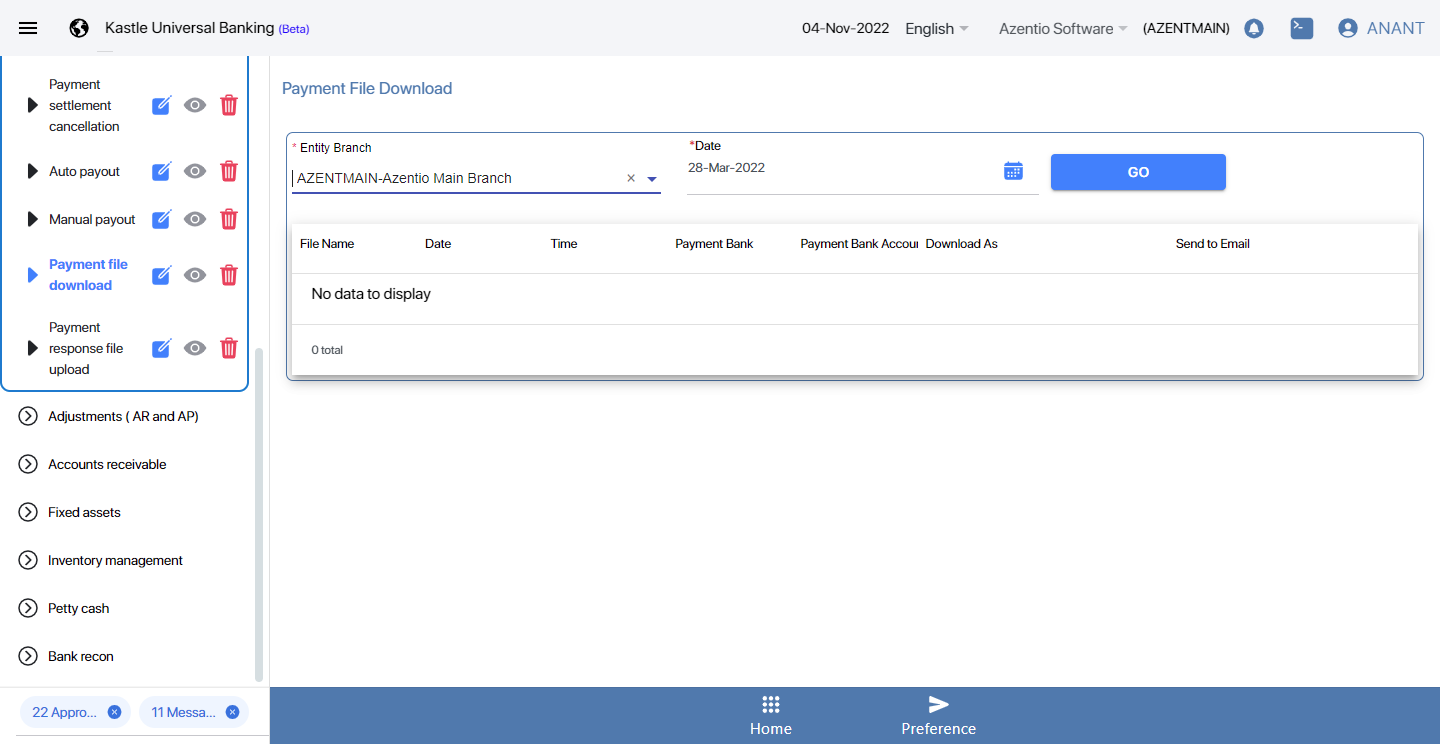 Kastle Universal Banking (Beta)
04-Nov-2022
English
Azentio Software
(AZENTMAIN)
ANANT
Payment
settlement
cancellation
Auto payout
Manual payout
Payment file
download
Payment
response file
upload
Adjustments ( AR and AP)
Accounts receivable
Fixed assets
Inventory management
Petty cash
Bank recon
22 Appro...
11 Messa...
Payment File Download
* Entity Branch
AZENTMAIN-Azentio Main Branch
*Date
28-Mar-2022
GO
File Name Date Time Payment Bank Payment Bank Accour Download As Send to Email
No data to display
0 total
Home
Preference